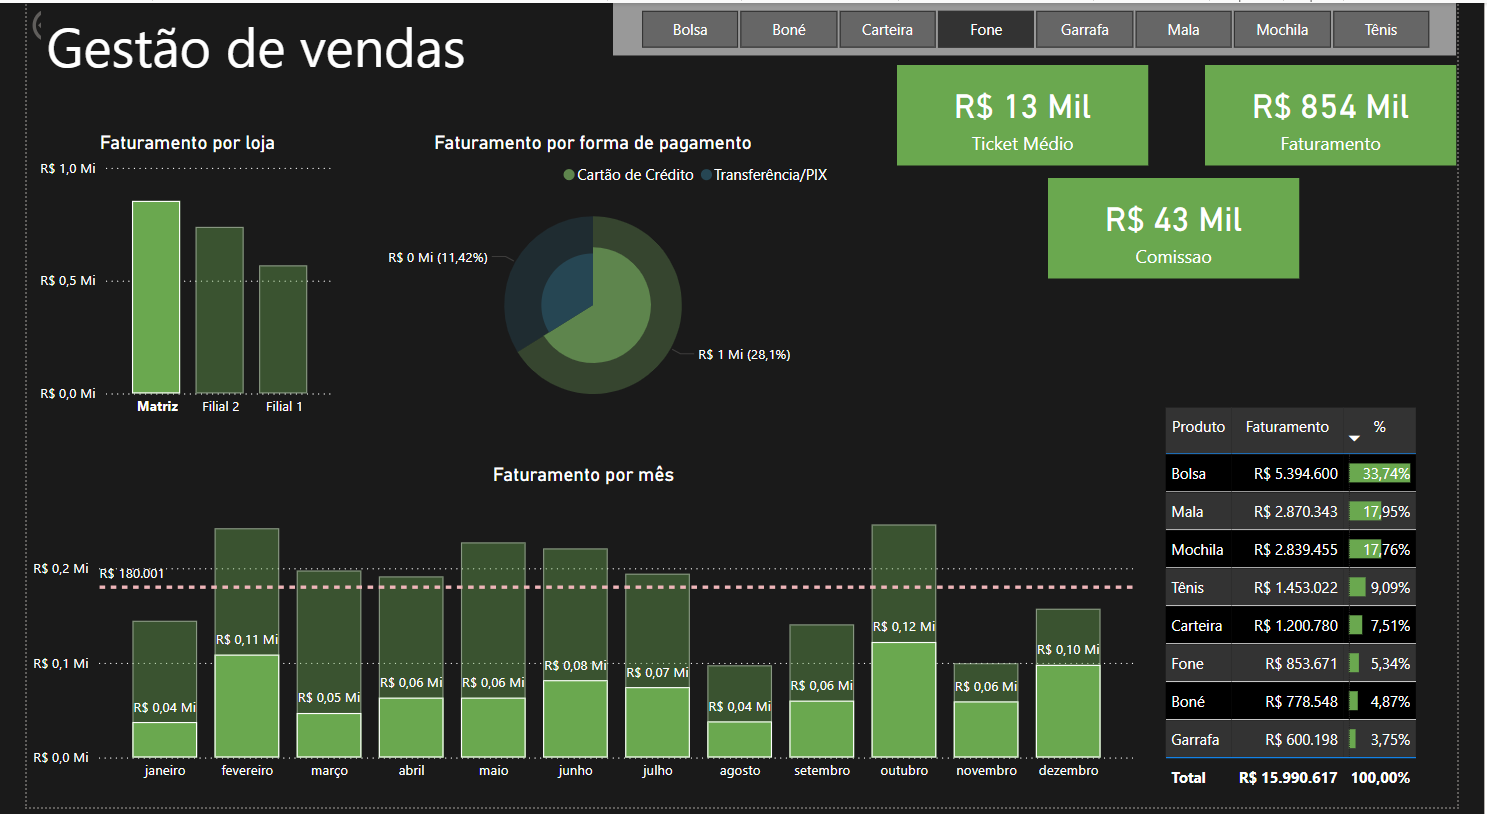 Gestão de vendas
Bolsa
Boné
Carteira
Fone
Garrafa
Mala
Mochila
Tênis
R$ 13 Mil
Ticket Médio
R$ 854 Mil
Faturamento
R$ 43 Mil
Comissao
Faturamento por loja
R$ 1,0 Mi
R$ 0,5 Mi
R$ 0,0 Mi
Matriz
Filial 2
Filial 1
Faturamento por forma de pagamento
Cartão de Crédito
Transferência/PIX
R$ 0 Mi (11,42%)
R$ 1 Mi (28,1%)
Faturamento por mês
R$ 0,2 Mi
R$ 0,1 Mi
R$ 0,0 Mi
R$ 180.001
R$ 0,04 Mi
R$ 0,11 Mi
R$ 0,05 Mi
R$ 0,06 Mi
R$ 0,06 Mi
R$ 0,08 Mi
R$ 0,07 Mi
R$ 0,04 Mi
R$ 0,06 Mi
R$ 0,12 Mi
R$ 0,06 Mi
R$ 0,10 Mi
janeiro
fevereiro
março
abril
maio
junho
julho
agosto
setembro
outubro
novembro
dezembro
Produto Faturamento %
Bolsa R$ 5.394.600 33,74%
Mala R$ 2.870.343 17,95%
Mochila R$ 2.839.455 17,76%
Tênis R$ 1.453.022 9,09%
Carteira R$ 1.200.780 7,51%
Fone R$ 853.671 5,34%
Boné R$ 778.548 4,87%
Garrafa R$ 600.198 3,75%
Total R$ 15.990.617 100,00%